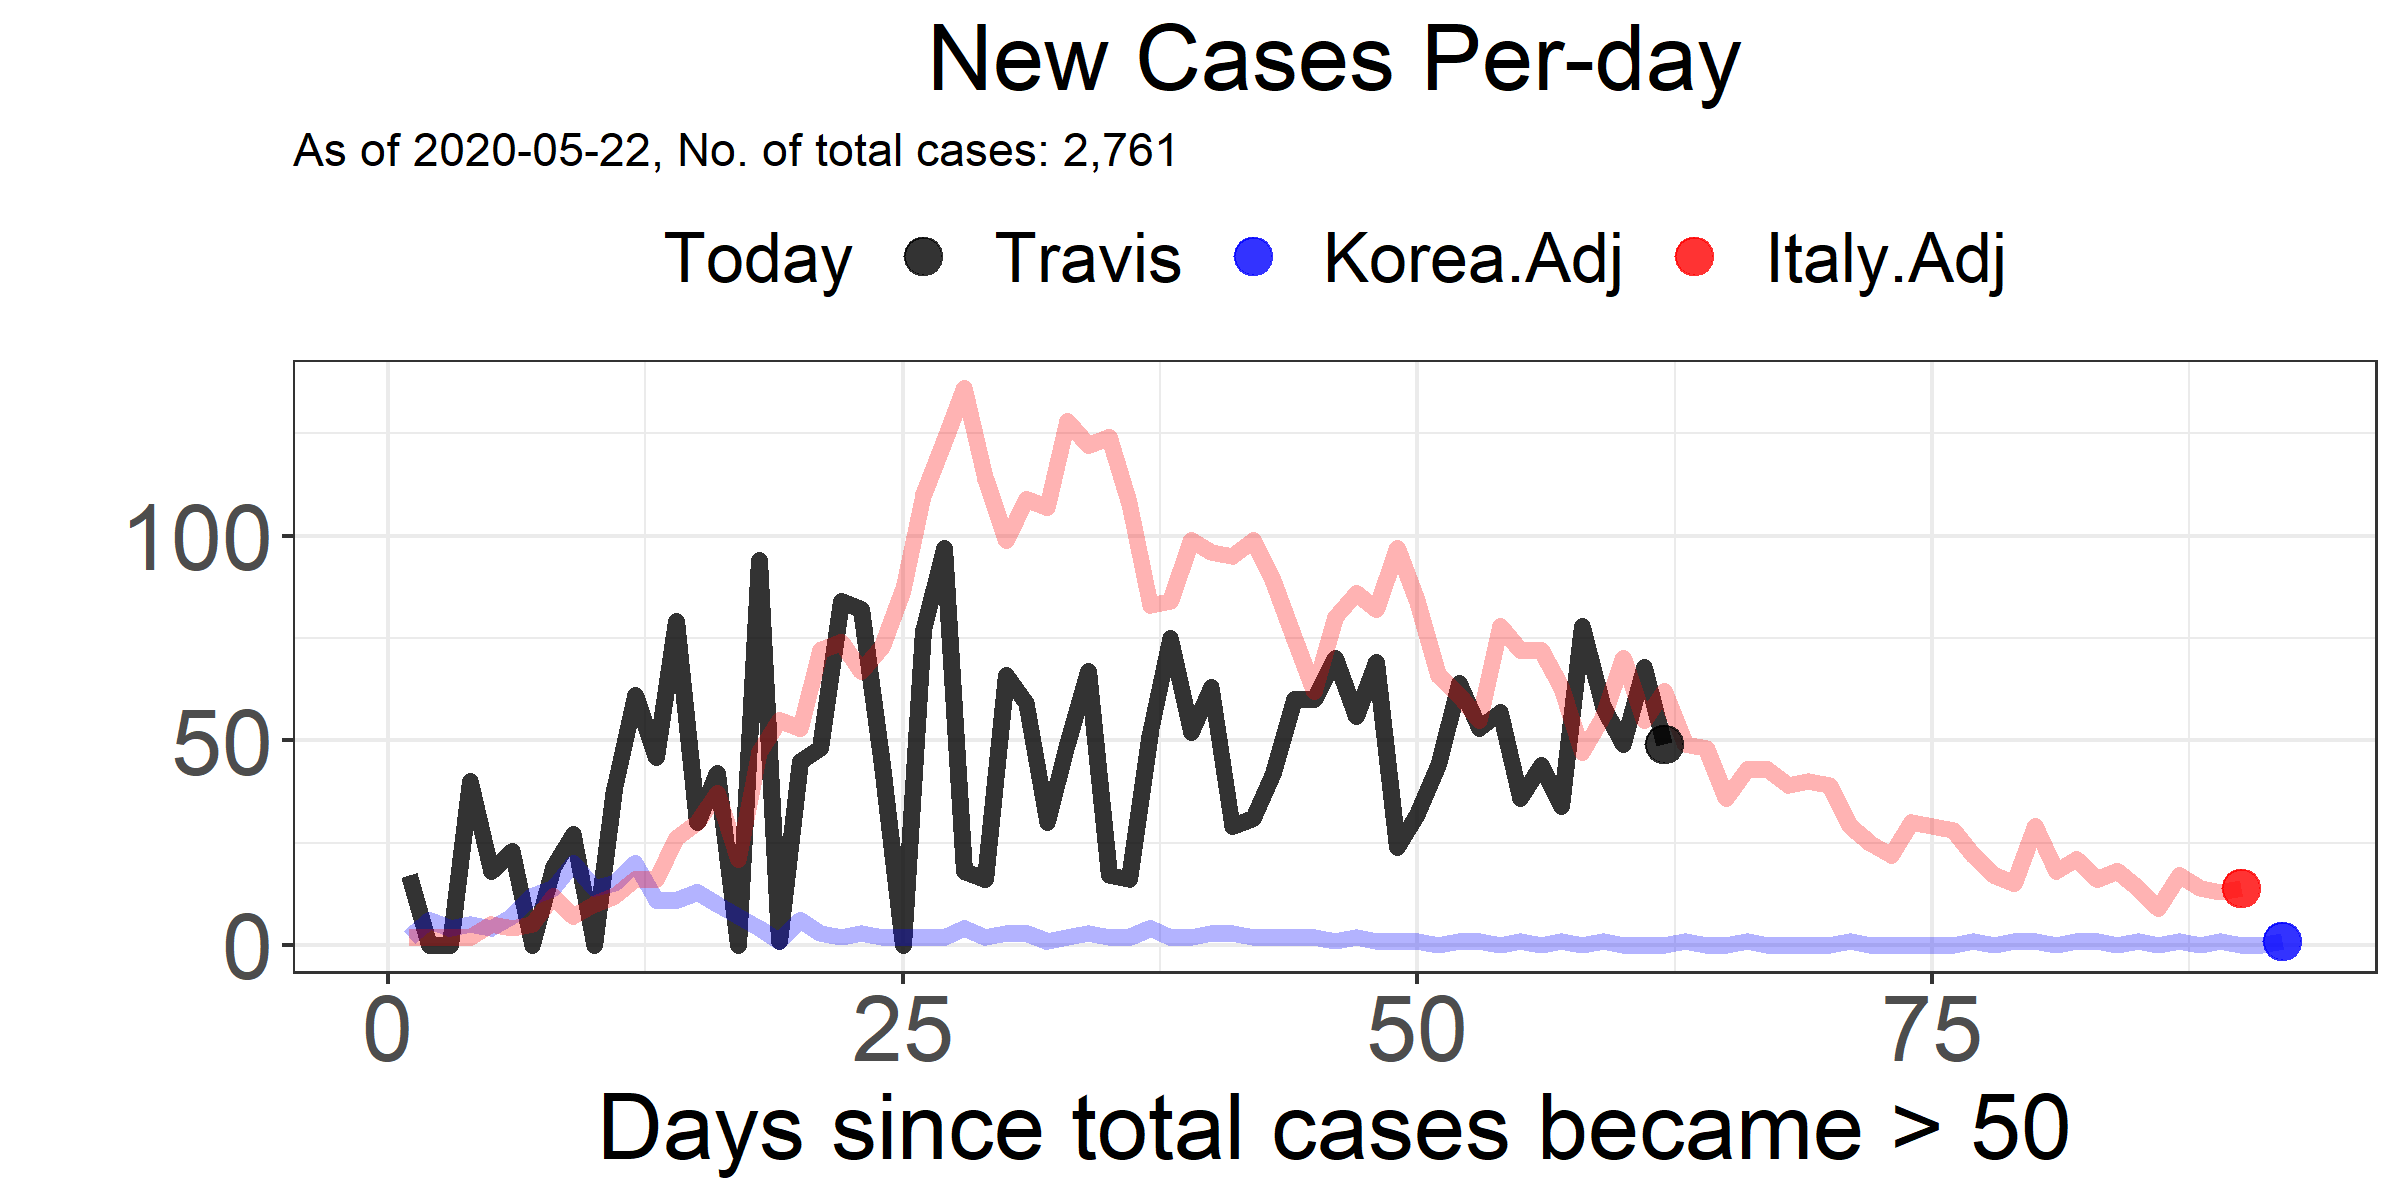 New Cases Per-day
As of 2020-05-22, No. of total cases: 2,761
Today Travis Korea.Adj Italy.Adj
100
50
0
0 25 50 75
Days since total cases became > 50